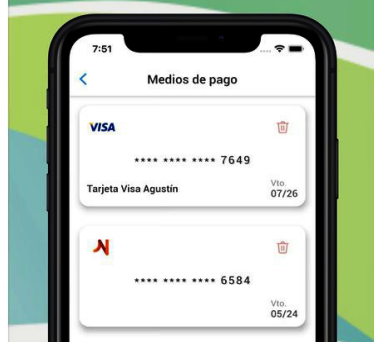 7:51
Medios de pago
VISA
**** **** **** 7649
Tarjeta Visa Agustín
Vto.
07/26
**** **** **** 6584
Vto.
05/24